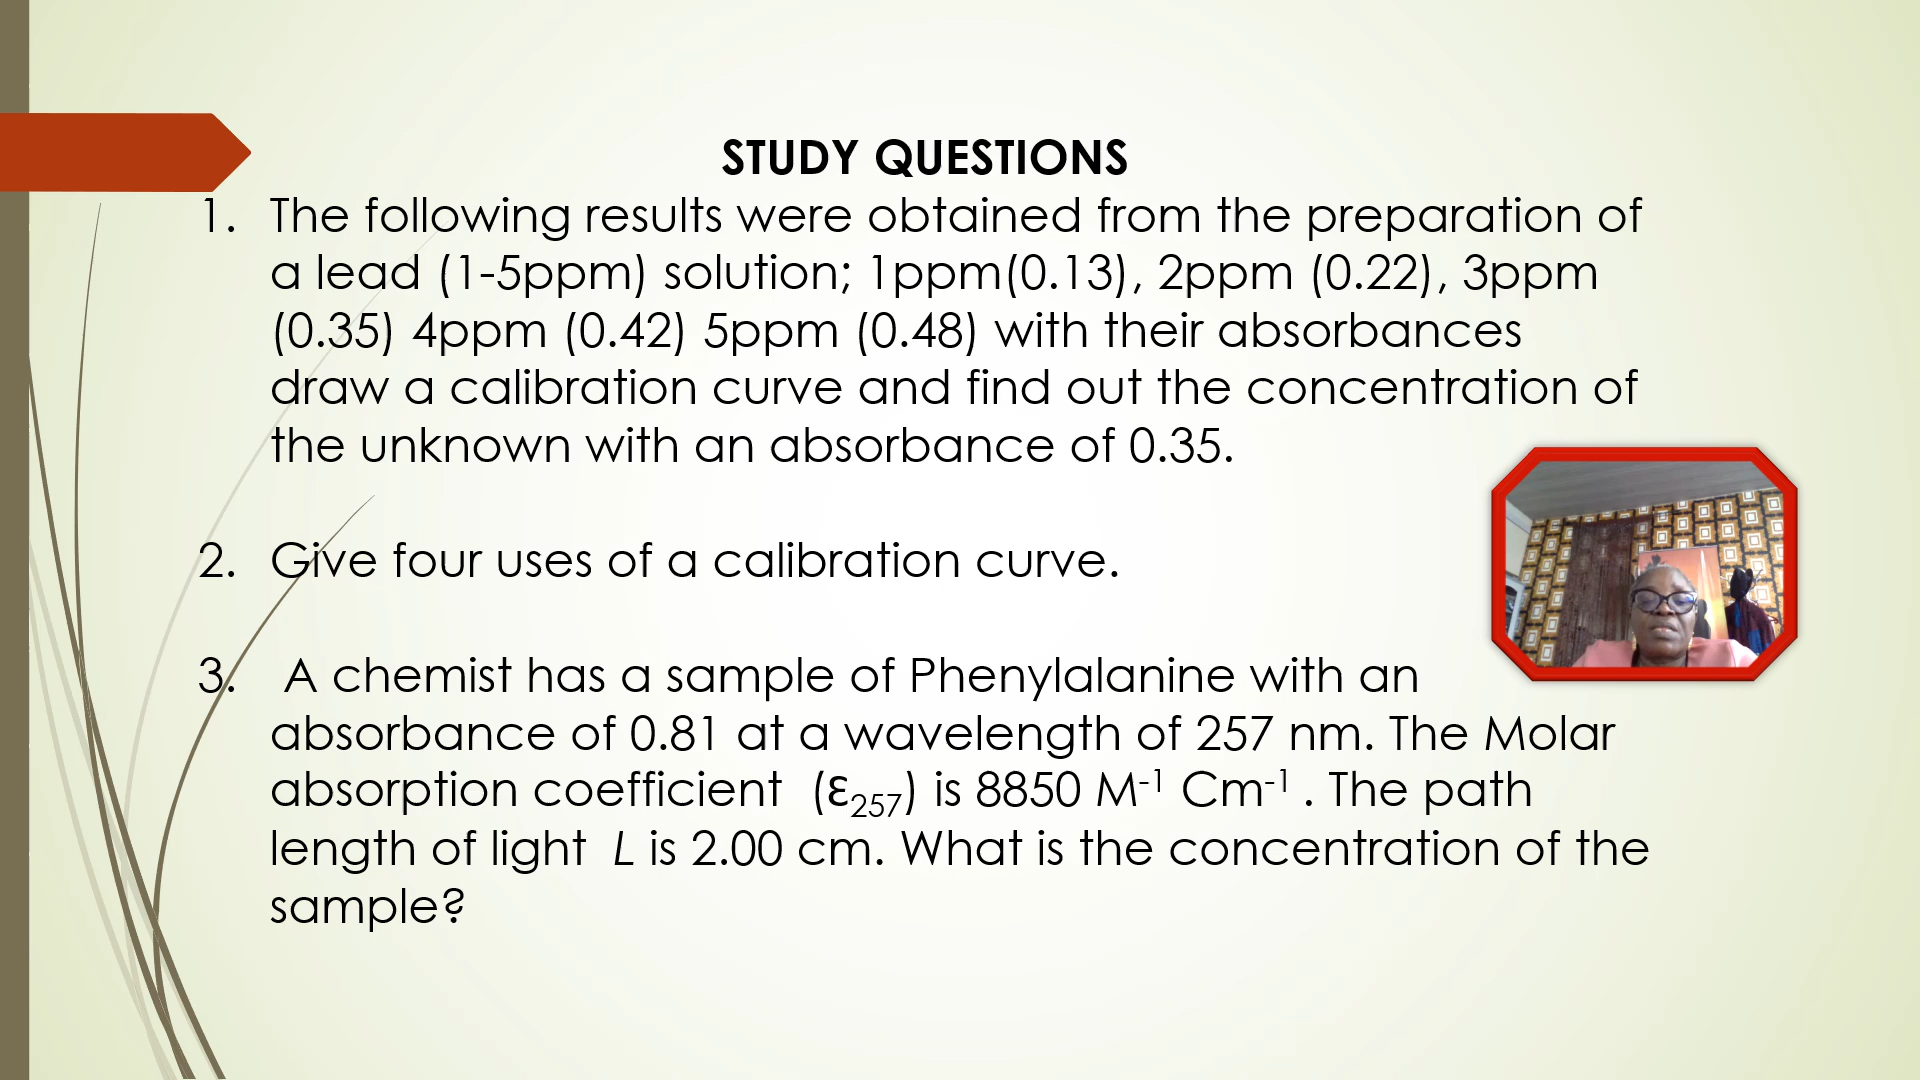 STUDY QUESTIONS
1. The following results were obtained from the preparation of
a lead (1-5ppm) solution; 1ppm(0.13), 2ppm (0.22), 3ppm
(0.35) 4ppm (0.42) 5ppm (0.48) with their absorbances
draw a calibration curve and find out the concentration of
the unknown with an absorbance of 0.35.
2. Give four uses of a calibration curve.
3. A chemist has a sample of Phenylalanine with an
absorbance of 0.81 at a wavelength of 257 nm. The Molar
absorption coefficient (ε₂₅₇) is 8850 M⁻¹ Cm⁻¹ . The path
length of light L is 2.00 cm. What is the concentration of the
sample?